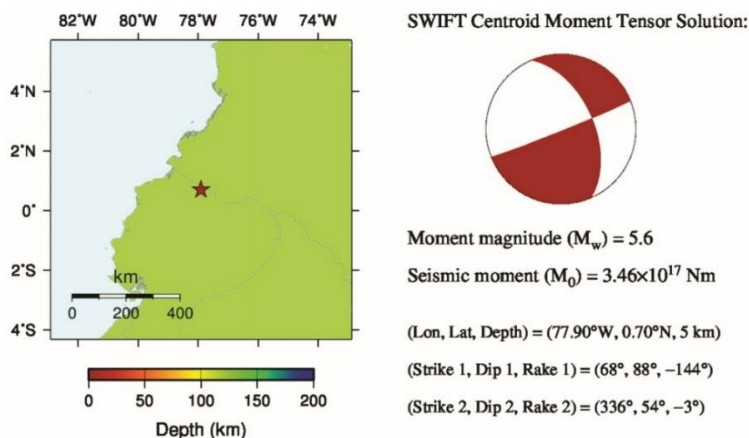 82°W 80°W 78°W 76°W 74°W
4°N
2°N
0°
2°S
4°S
km
0 200 400
0 50 100 150 200
Depth (km)
SWIFT Centroid Moment Tensor Solution:
Moment magnitude (Mw) = 5.6
Seismic moment (M0) = 3.46×10¹⁷ Nm
(Lon, Lat, Depth) = (77.90°W, 0.70°N, 5 km)
(Strike 1, Dip 1, Rake 1) = (68°, 88°, −144°)
(Strike 2, Dip 2, Rake 2) = (336°, 54°, −3°)